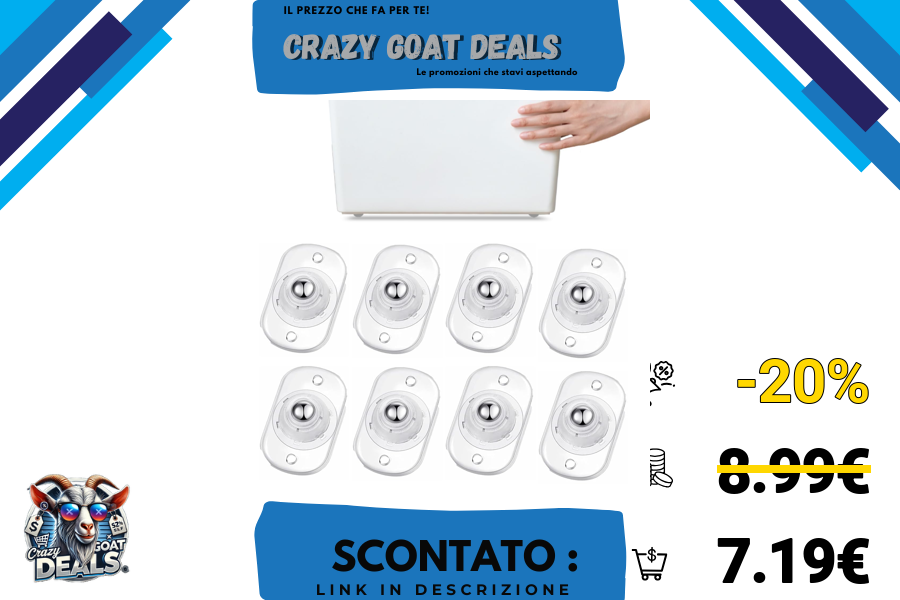 IL PREZZO CHE FA PER TE!
CRAZY GOAT DEALS
Le promozioni che stavi aspettando
-20%
8.99€
7.19€
SCONTATO :
LINK IN DESCRIZIONE
$
Crazy
GOAT
DEALS